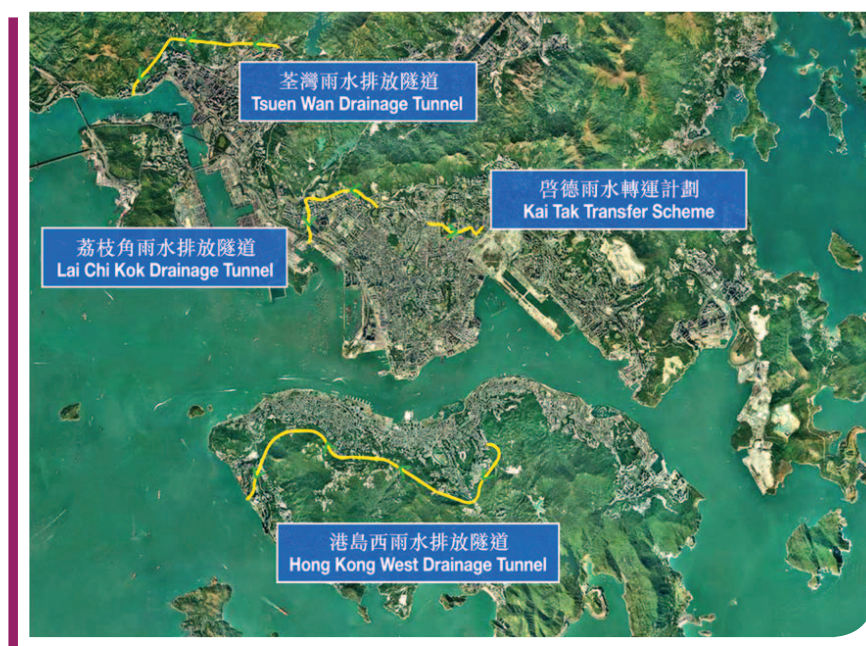 荃灣雨水排放隧道
Tsuen Wan Drainage Tunnel
啓德雨水轉運計劃
Kai Tak Transfer Scheme
荔枝角雨水排放隧道
Lai Chi Kok Drainage Tunnel
港島西雨水排放隧道
Hong Kong West Drainage Tunnel